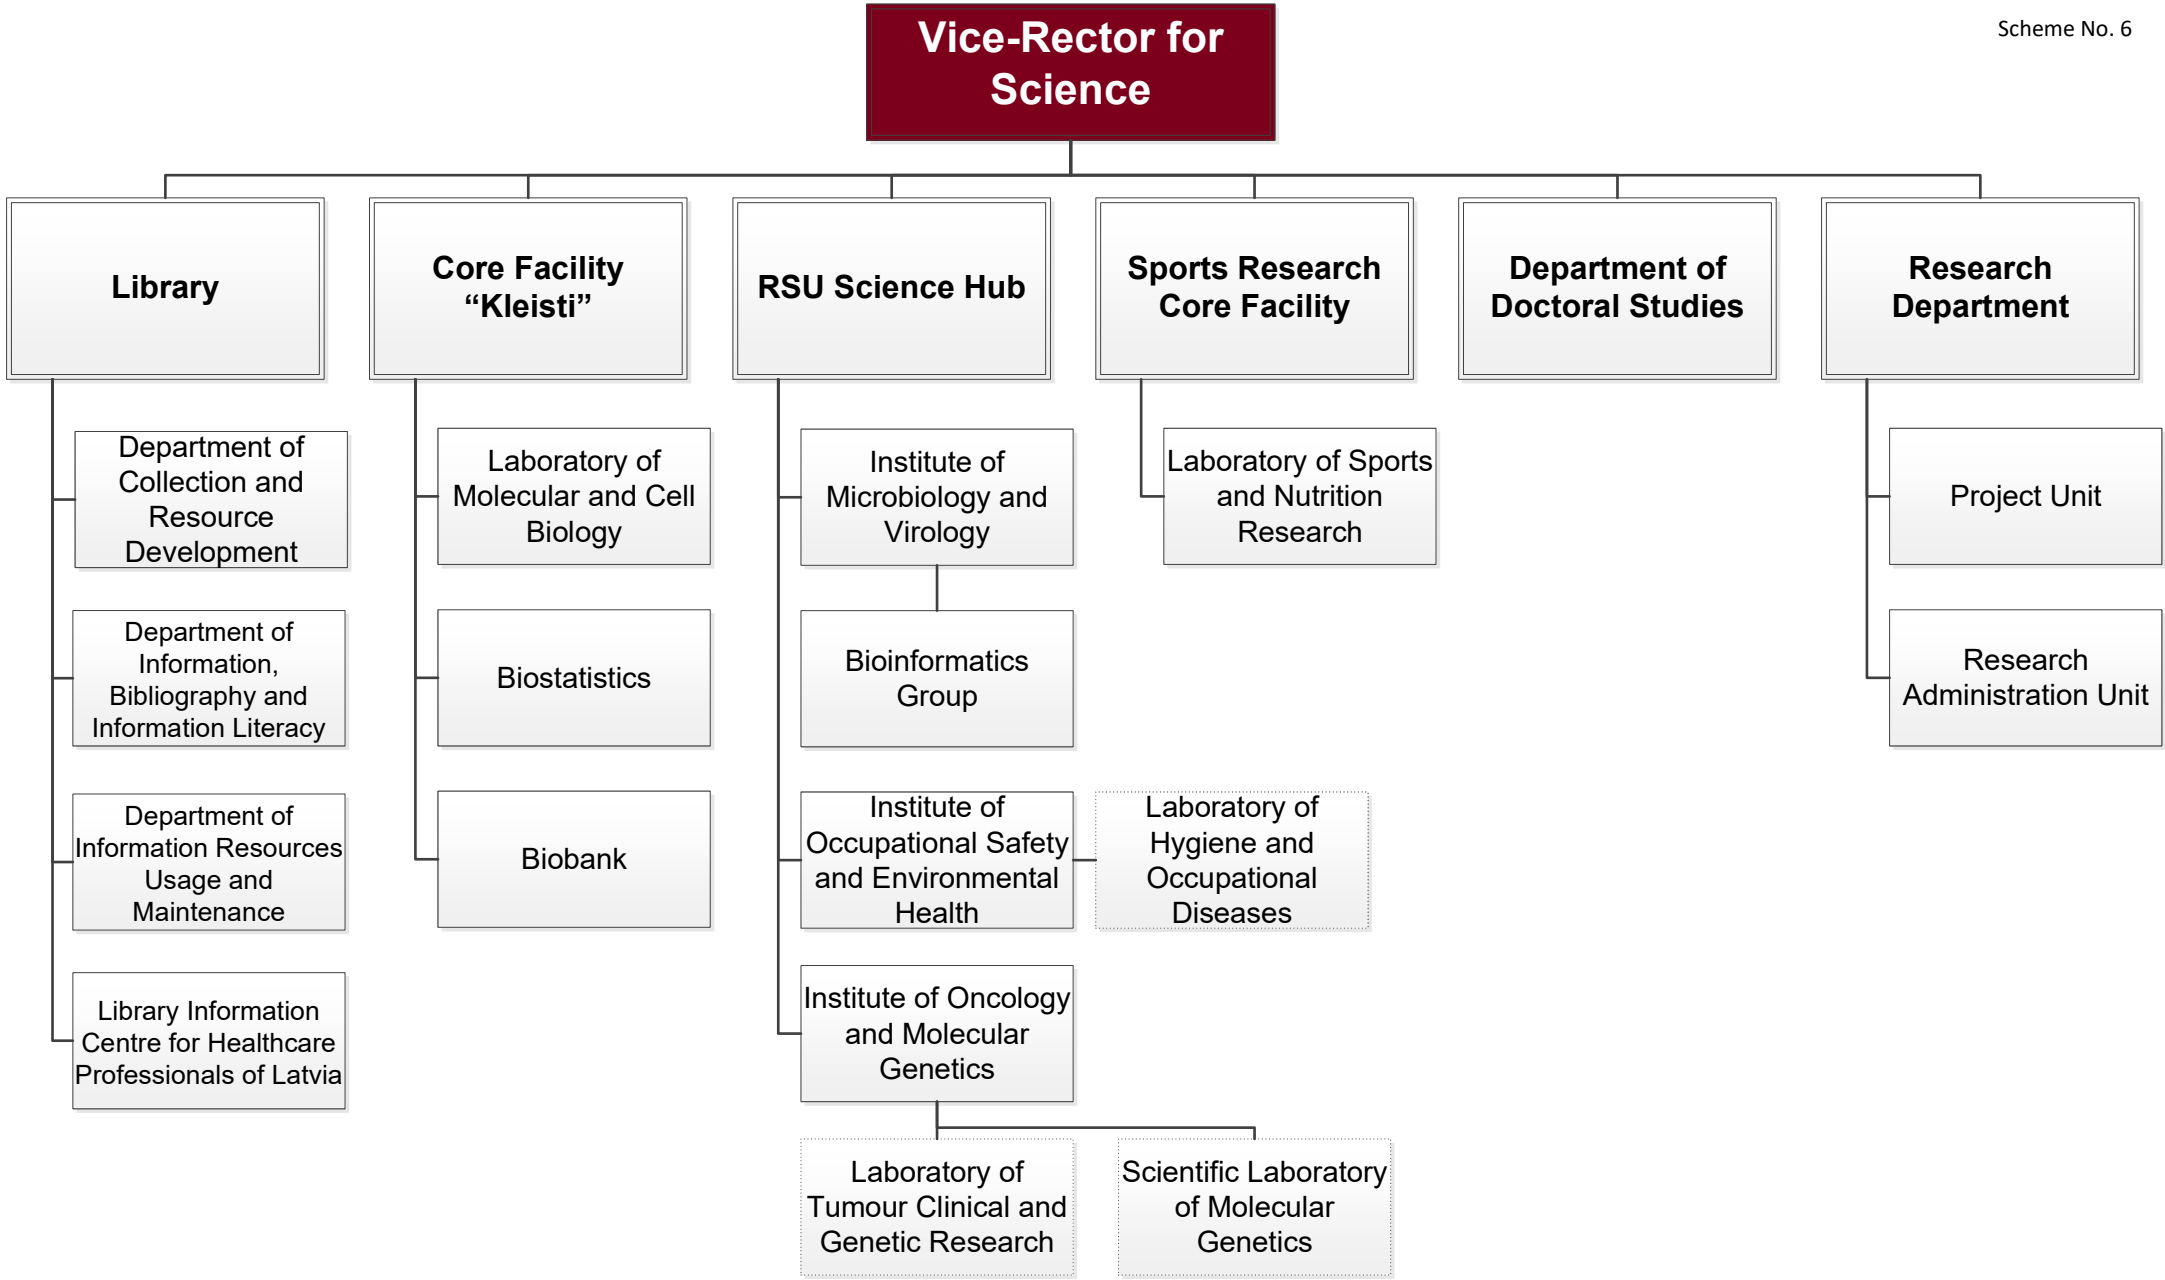 Scheme No. 6
Vice-Rector for
Science
Library
Core Facility
“Kleisti”
RSU Science Hub
Sports Research
Core Facility
Department of
Doctoral Studies
Research
Department
Department of
Collection and
Resource
Development
Department of
Information,
Bibliography and
Information Literacy
Department of
Information Resources
Usage and
Maintenance
Library Information
Centre for Healthcare
Professionals of Latvia
Laboratory of
Molecular and Cell
Biology
Biostatistics
Biobank
Institute of
Microbiology and
Virology
Bioinformatics
Group
Institute of
Occupational Safety
and Environmental
Health
Laboratory of
Hygiene and
Occupational
Diseases
Institute of Oncology
and Molecular
Genetics
Laboratory of
Tumour Clinical and
Genetic Research
Scientific Laboratory
of Molecular
Genetics
Laboratory of Sports
and Nutrition
Research
Project Unit
Research
Administration Unit